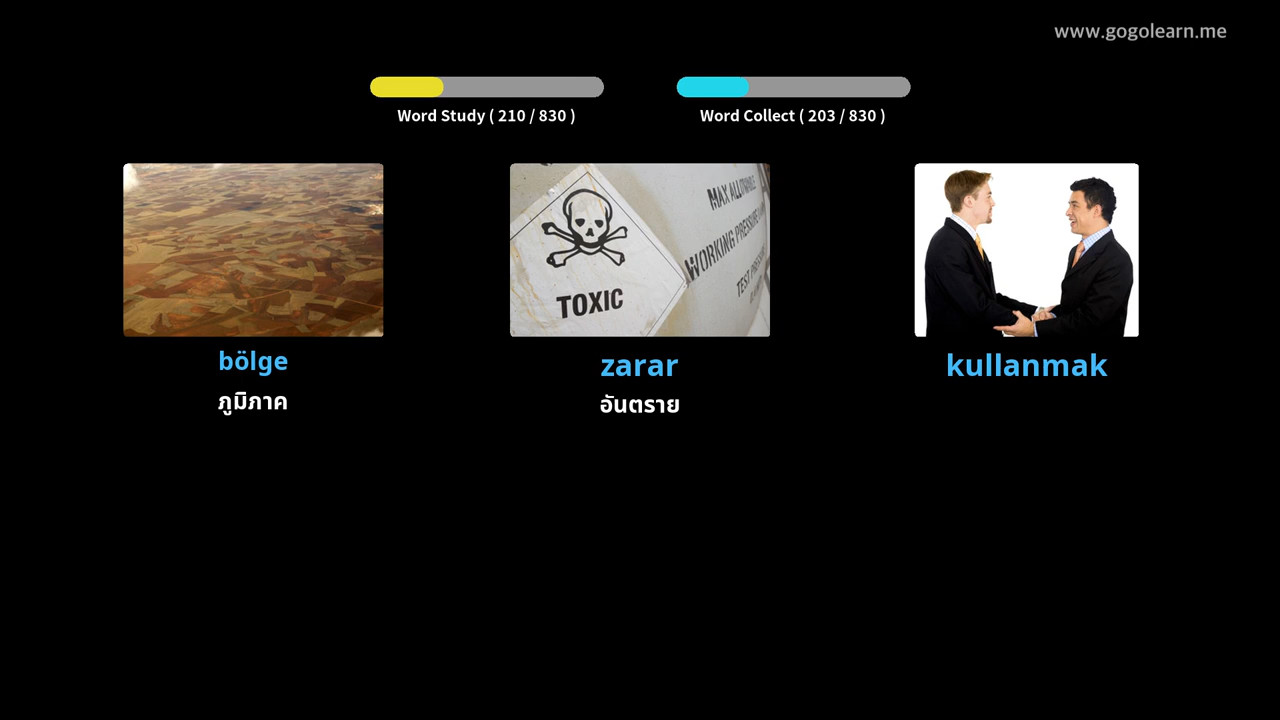 www.gogolearn.me
Word Study ( 210 / 830 )
Word Collect ( 203 / 830 )
MAX ALLOWABLE
WORKING PRESSURE
TEST
TOXIC
bölge
zarar
kullanmak
ภูมิภาค
อันตราย